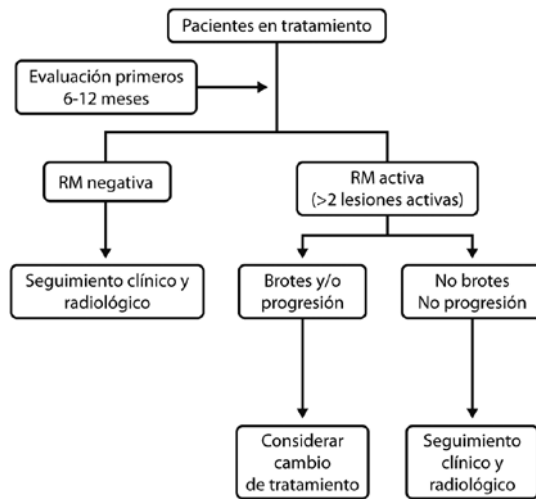 Pacientes en tratamiento
Evaluación primeros
6-12 meses
RM negativa
RM activa
(>2 lesiones activas)
Seguimiento clínico y
radiológico
Brotes y/o
progresión
No brotes
No progresión
Considerar
cambio
de tratamiento
Seguimiento
clínico y
radiológico